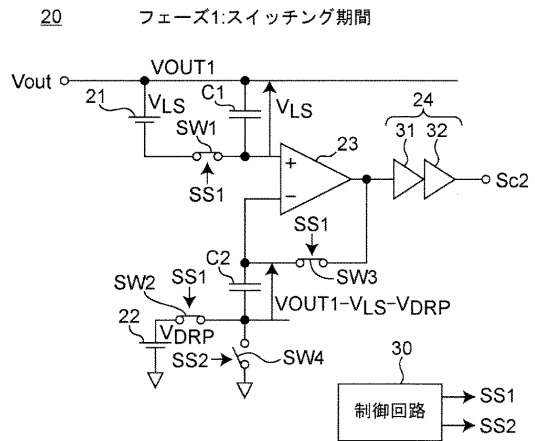 20
フェーズ1:スイッチング期間
Vout
VOUT1
21
VLS
C1
VLS
24
SW1
23
31
32
+
−
SS1
Sc2
SS1
C2
SW3
SS1
SW2
VOUT1−VLS−VDRP
22
VDRP
SS2
SW4
30
制御回路
SS1
SS2